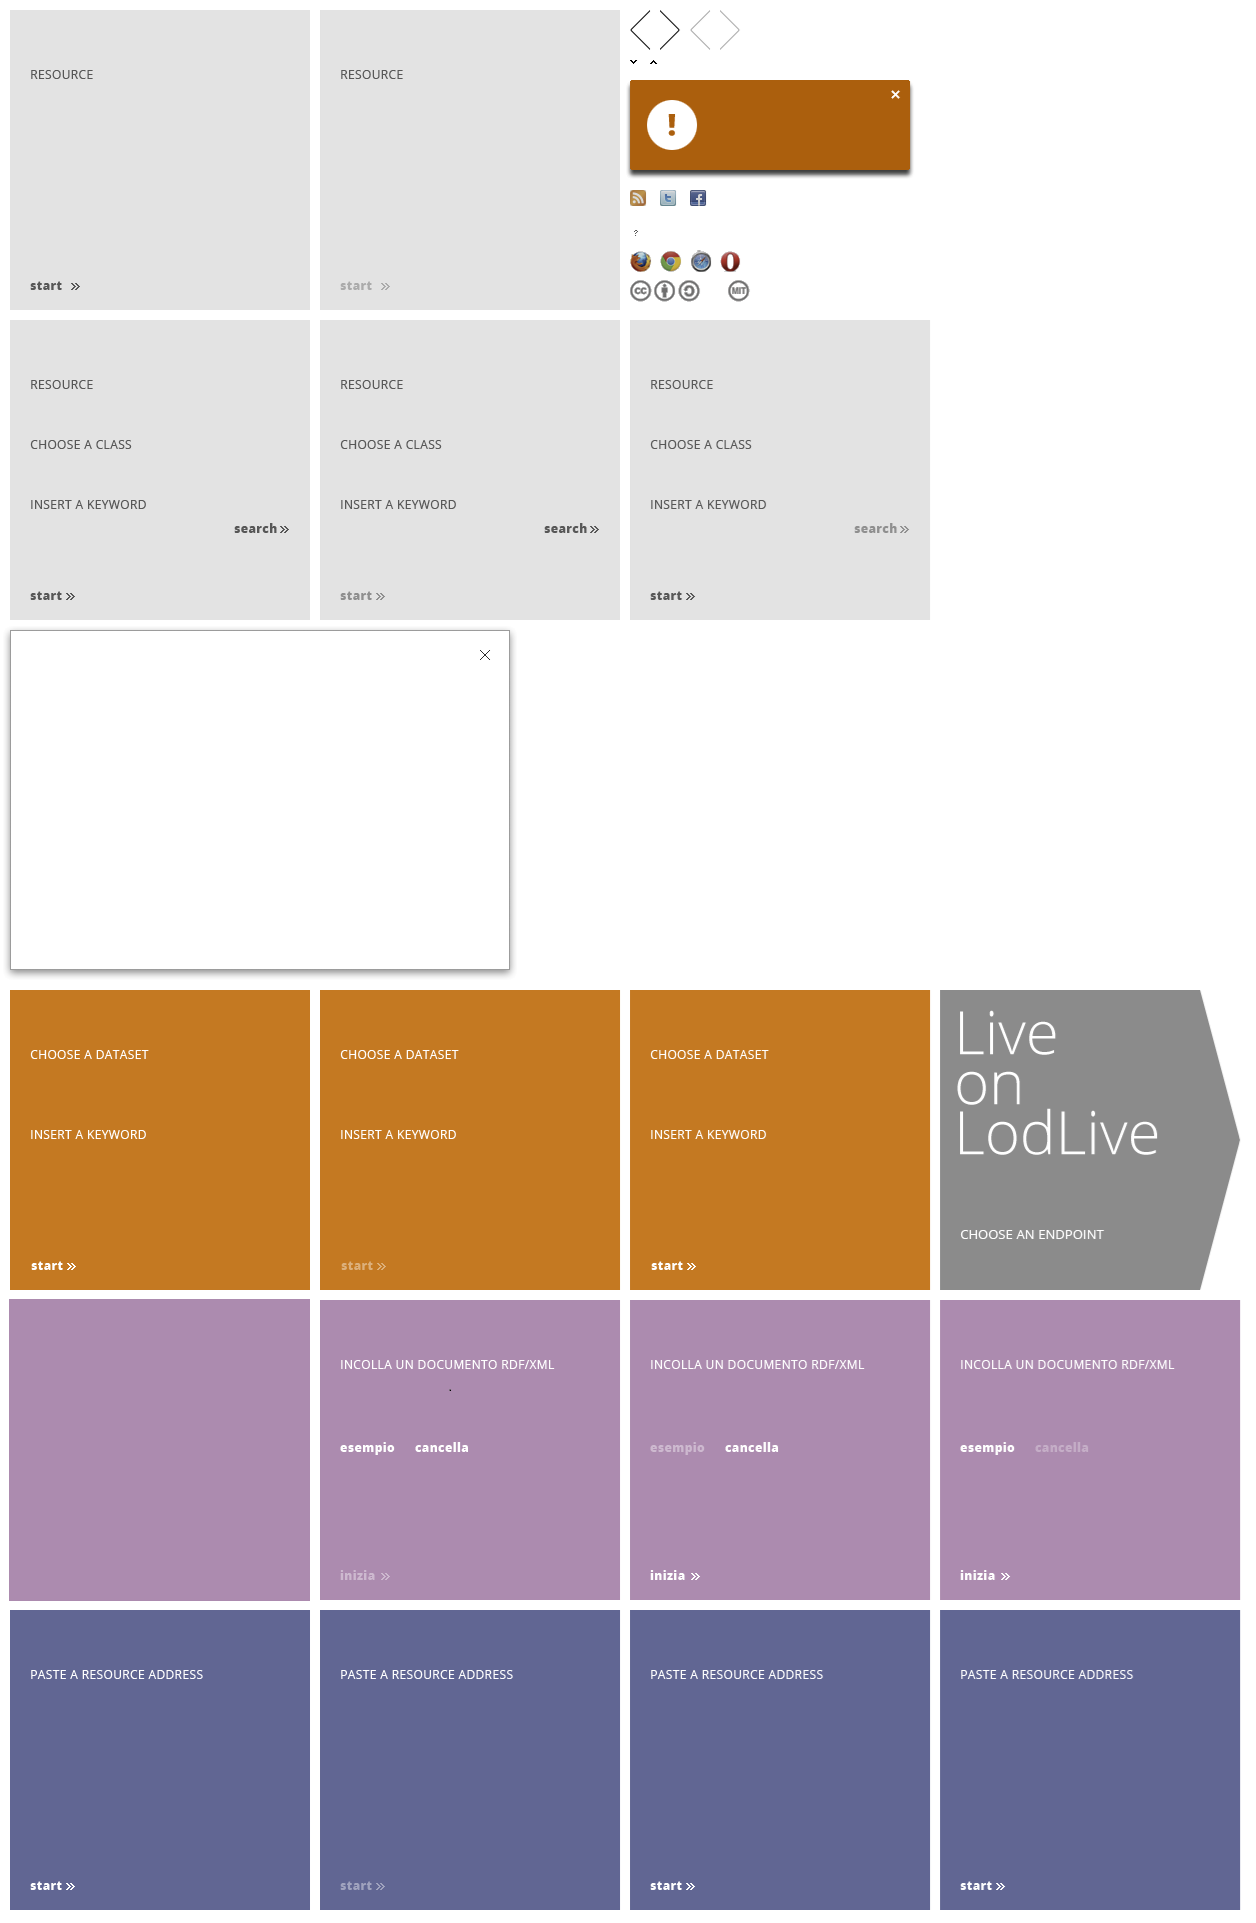 RESOURCE
RESOURCE
!
?
CC
MIT
start »
start »
RESOURCE
RESOURCE
RESOURCE
CHOOSE A CLASS
CHOOSE A CLASS
CHOOSE A CLASS
INSERT A KEYWORD
INSERT A KEYWORD
INSERT A KEYWORD
search »
search »
search »
start »
start »
start »
CHOOSE A DATASET
CHOOSE A DATASET
CHOOSE A DATASET
INSERT A KEYWORD
INSERT A KEYWORD
INSERT A KEYWORD
start »
start »
start »
Live
on
LodLive
CHOOSE AN ENDPOINT
INCOLLA UN DOCUMENTO RDF/XML
INCOLLA UN DOCUMENTO RDF/XML
INCOLLA UN DOCUMENTO RDF/XML
esempio cancella
esempio cancella
esempio cancella
inizia »
inizia »
inizia »
PASTE A RESOURCE ADDRESS
PASTE A RESOURCE ADDRESS
PASTE A RESOURCE ADDRESS
PASTE A RESOURCE ADDRESS
start »
start »
start »
start »